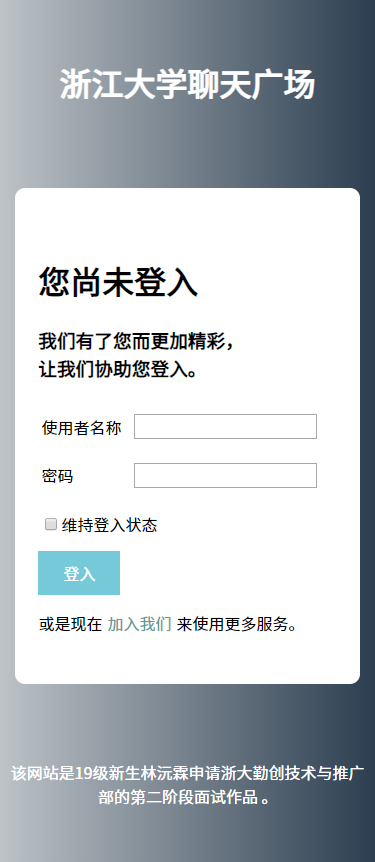 浙江大学聊天广场
您尚未登入
我们有了您而更加精彩，
让我们协助您登入。
使用者名称
密码
维持登入状态
登入
或是现在 加入我们 来使用更多服务。
该网站是19级新生林沅霖申请浙大勤创技术与推广
部的第二阶段面试作品 。